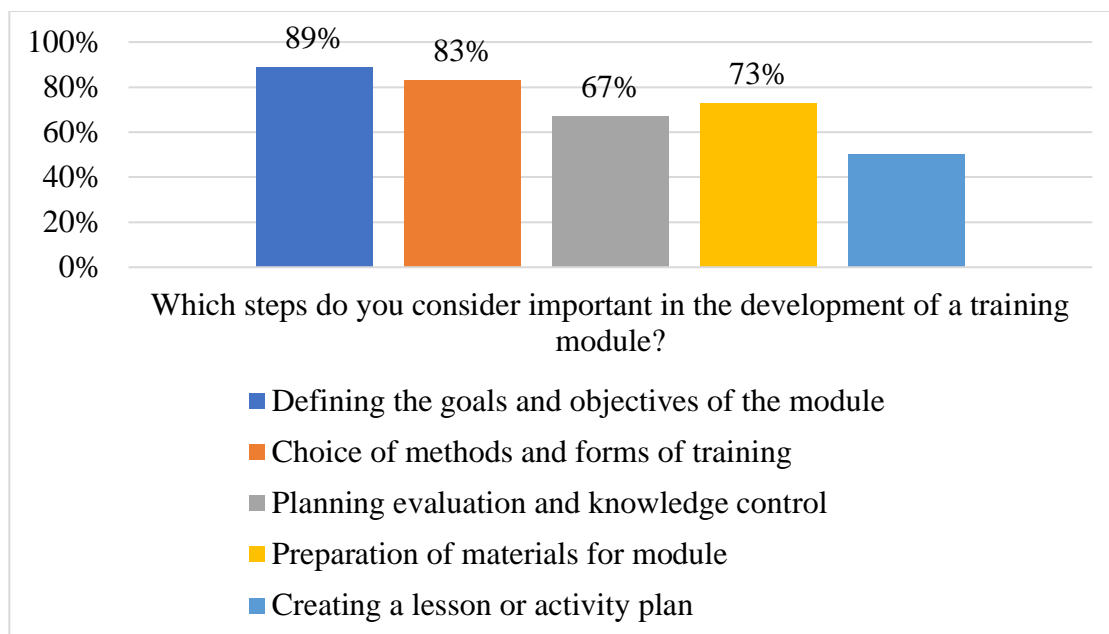 100%
80%
60%
40%
20%
0%
89%
83%
67%
73%
Which steps do you consider important in the development of a training
module?
Defining the goals and objectives of the module
Choice of methods and forms of training
Planning evaluation and knowledge control
Preparation of materials for module
Creating a lesson or activity plan